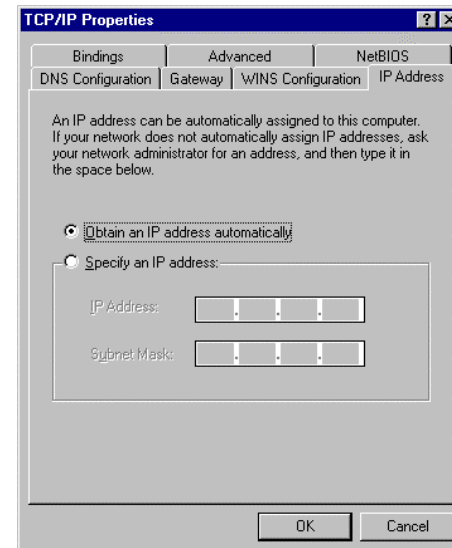 TCP/IP Properties
Bindings Advanced NetBIOS
DNS Configuration Gateway WINS Configuration IP Address
An IP address can be automatically assigned to this computer.
If your network does not automatically assign IP addresses, ask
your network administrator for an address, and then type it in
the space below.
Obtain an IP address automatically
Specify an IP address:
IP Address:
Subnet Mask:
OK Cancel